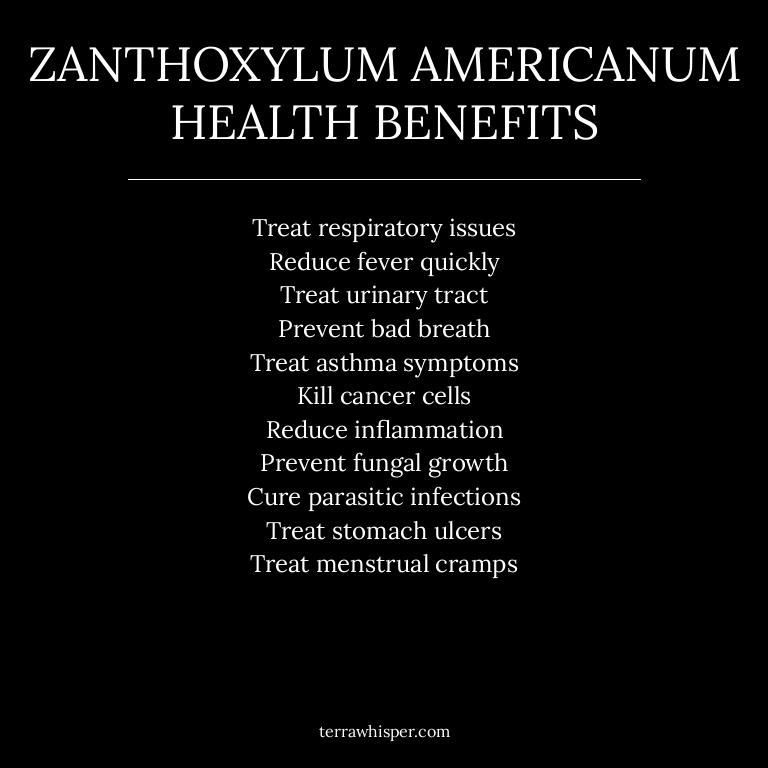 ZANTHOXYLUM AMERICANUM
HEALTH BENEFITS
Treat respiratory issues
Reduce fever quickly
Treat urinary tract
Prevent bad breath
Treat asthma symptoms
Kill cancer cells
Reduce inflammation
Prevent fungal growth
Cure parasitic infections
Treat stomach ulcers
Treat menstrual cramps
terrawhisper.com